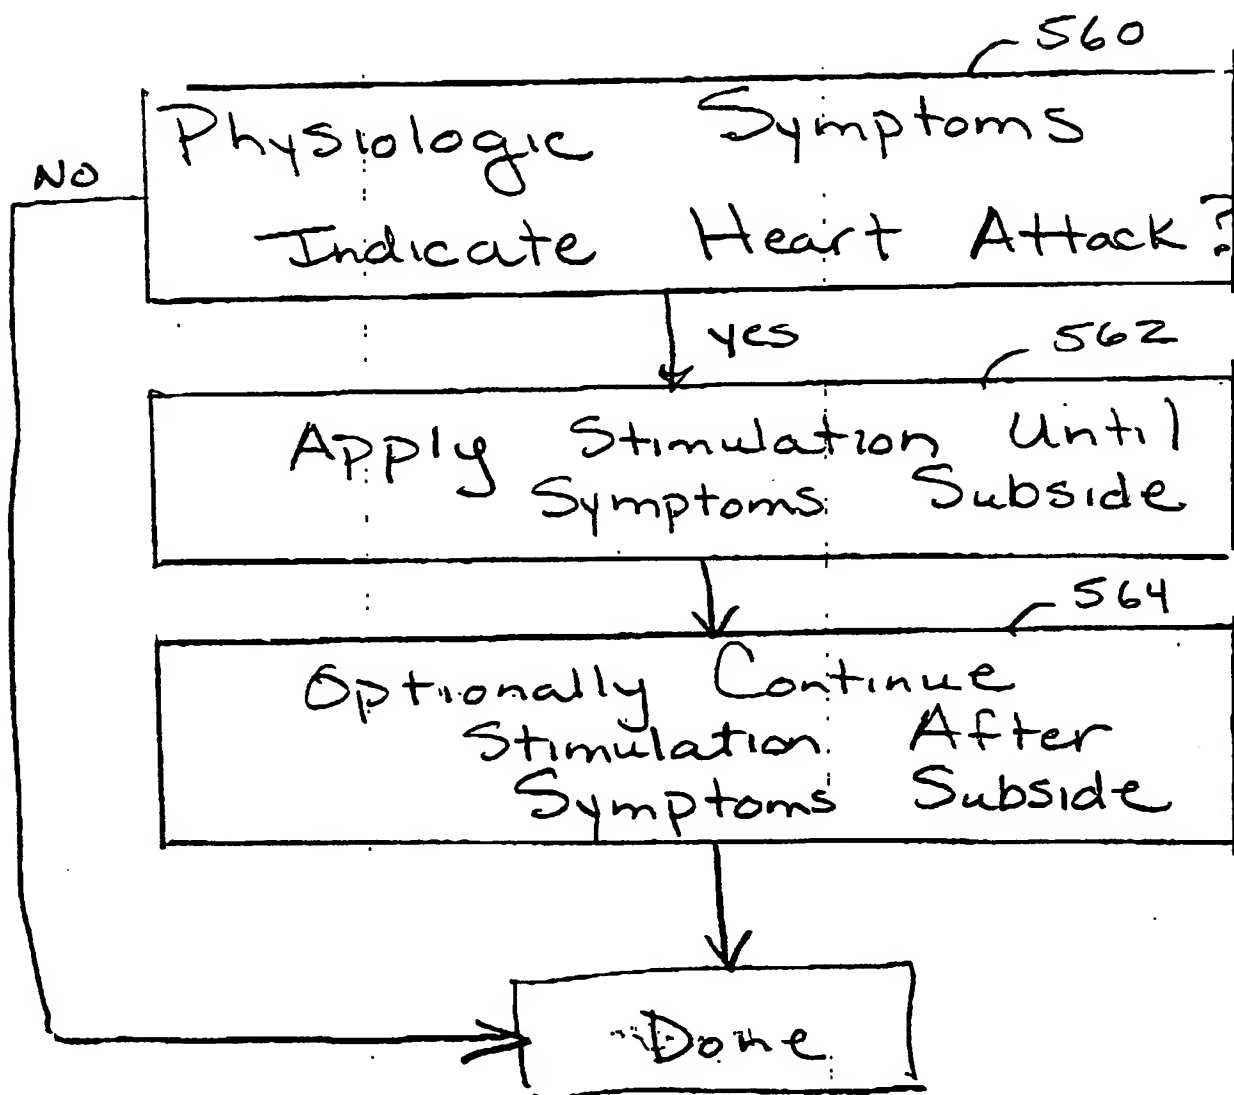 560
Physiologic Symptoms
NO
Indicate Heart Attack?
yes
562
Apply Stimulation Until
Symptoms Subside
564
Optionally Continue
Stimulation After
Symptoms Subside
Done